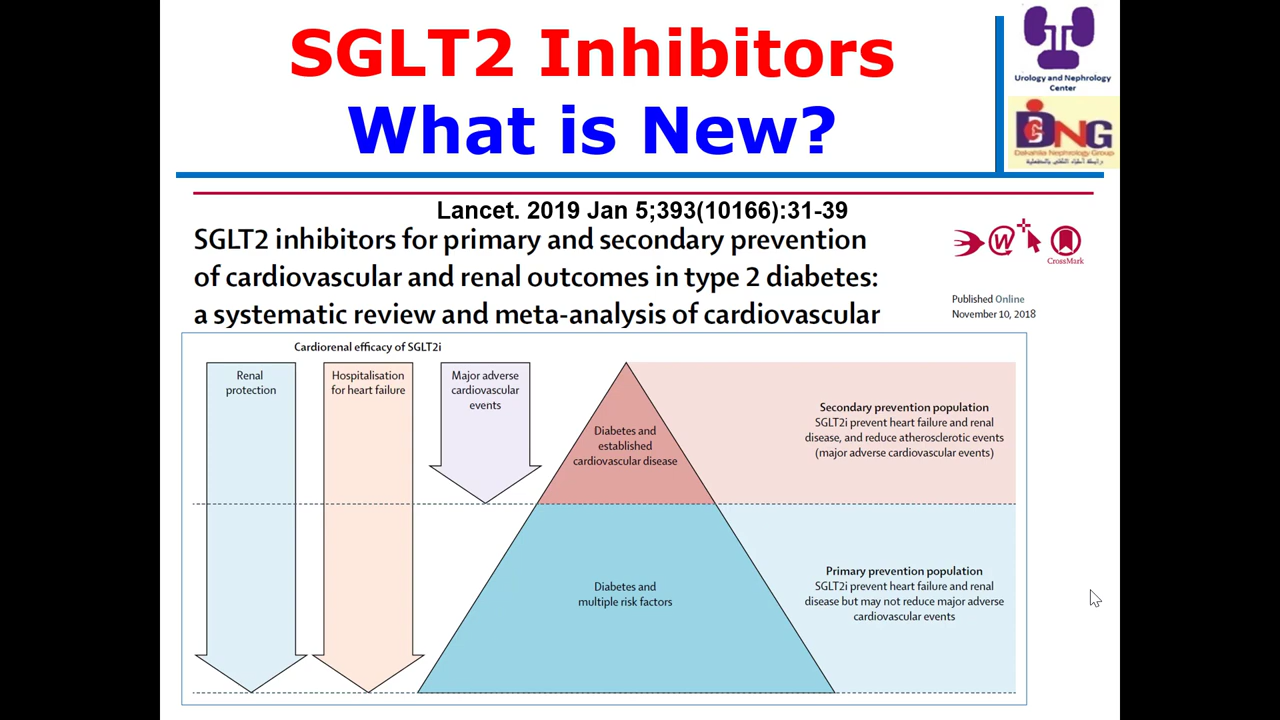 SGLT2 Inhibitors
What is New?
Urology and Nephrology
Center
DNG
Dakahlia Nephrology Group
Lancet. 2019 Jan 5;393(10166):31-39
SGLT2 inhibitors for primary and secondary prevention
of cardiovascular and renal outcomes in type 2 diabetes:
a systematic review and meta-analysis of cardiovascular
CrossMark
Published Online
November 10, 2018
Cardiorenal efficacy of SGLT2i
Renal
protection
Hospitalisation
for heart failure
Major adverse
cardiovascular
events
Diabetes and
established
cardiovascular disease
Secondary prevention population
SGLT2i prevent heart failure and renal
disease, and reduce atherosclerotic events
(major adverse cardiovascular events)
Diabetes and
multiple risk factors
Primary prevention population
SGLT2i prevent heart failure and renal
disease but may not reduce major adverse
cardiovascular events